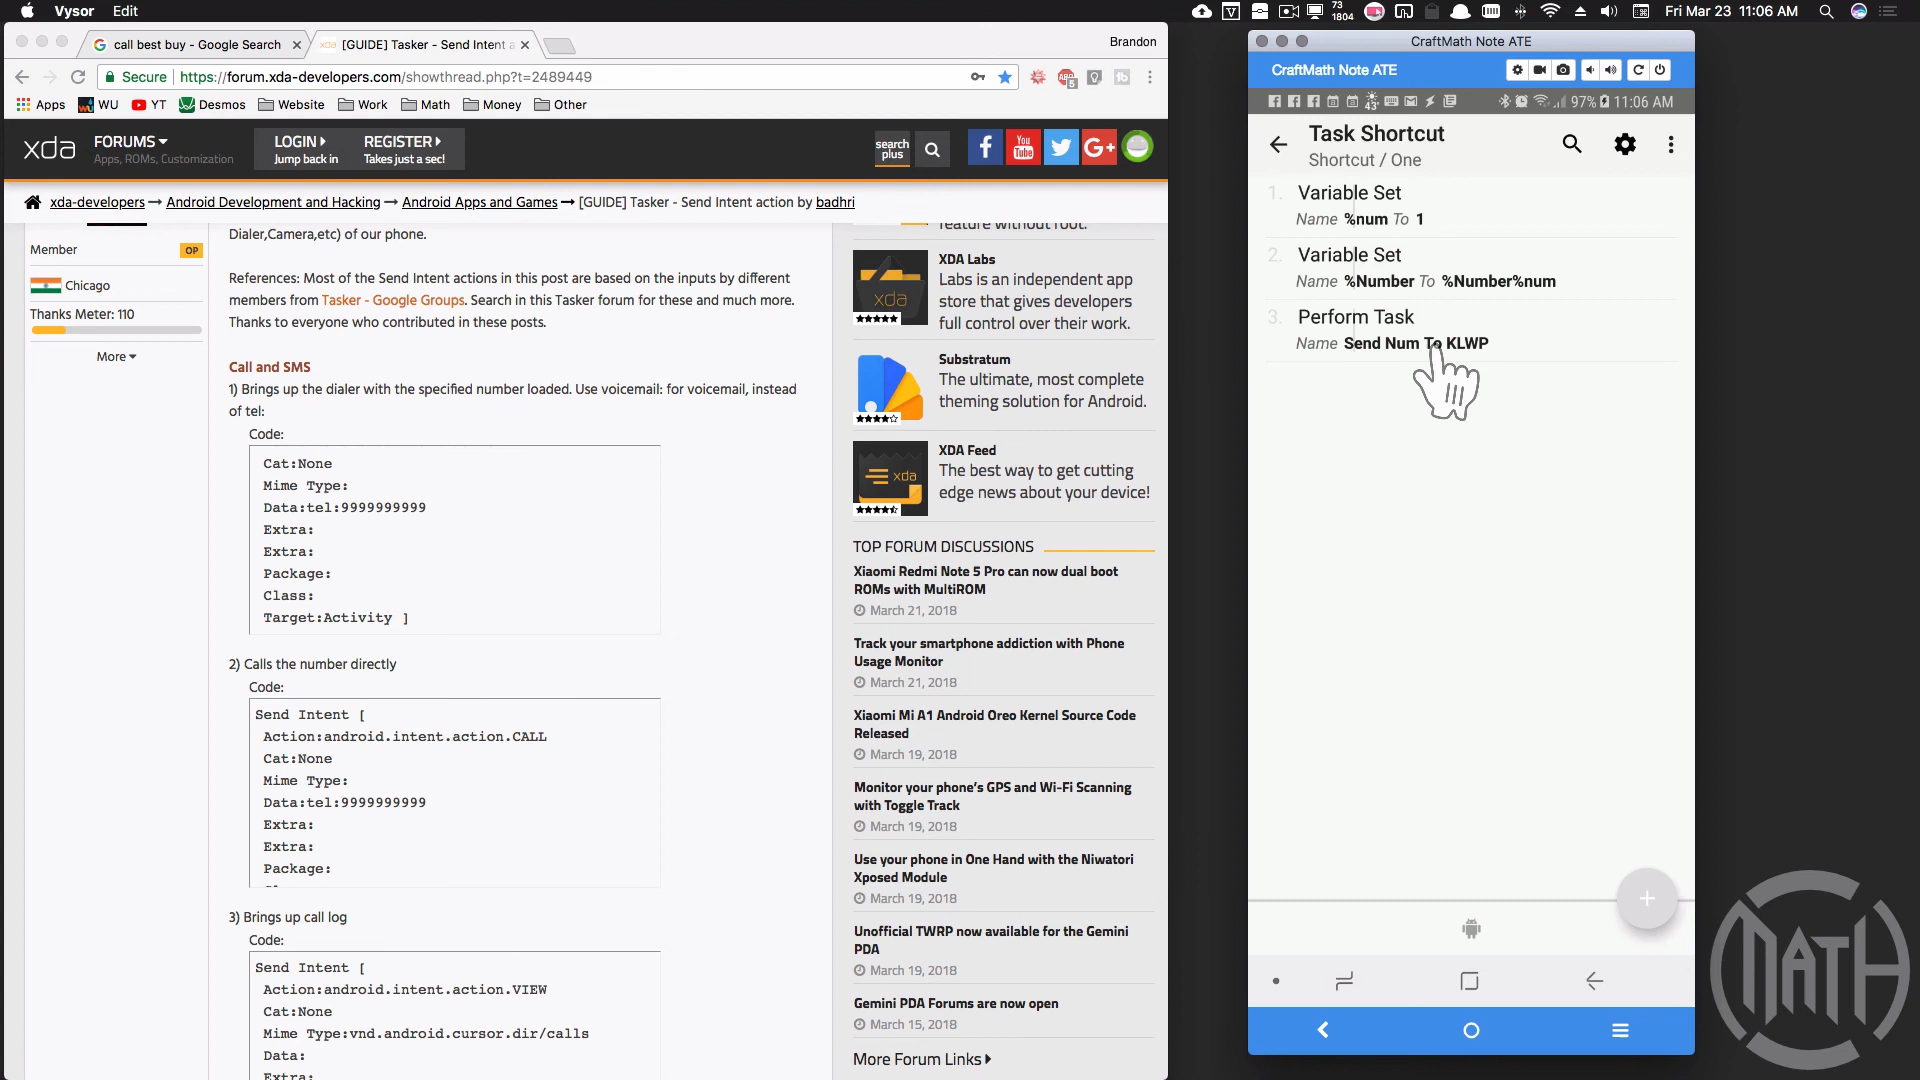 Vysor Edit
73
1804
Fri Mar 23 11:06 AM
call best buy - Google Search
[GUIDE] Tasker - Send Intent a
Brandon
Secure https://forum.xda-developers.com/showthread.php?t=2489449
Apps WU YT Desmos Website Work Math Money Other
xda
FORUMS
Apps, ROMs, Customization
LOGIN
Jump back in
REGISTER
Takes just a sec!
search
plus
You
Tube
G+
xda-developers → Android Development and Hacking → Android Apps and Games → [GUIDE] Tasker - Send Intent action by badhri
Member OP
Chicago
Thanks Meter: 110
More
Dialer,Camera,etc) of our phone.
References: Most of the Send Intent actions in this post are based on the inputs by different
members from Tasker - Google Groups. Search in this Tasker forum for these and much more.
Thanks to everyone who contributed in these posts.
Call and SMS
1) Brings up the dialer with the specified number loaded. Use voicemail: for voicemail, instead
of tel:
Code:
Cat:None
Mime Type:
Data:tel:9999999999
Extra:
Extra:
Package:
Class:
Target:Activity ]
2) Calls the number directly
Code:
Send Intent [
Action:android.intent.action.CALL
Cat:None
Mime Type:
Data:tel:9999999999
Extra:
Extra:
Package:
3) Brings up call log
Code:
Send Intent [
Action:android.intent.action.VIEW
Cat:None
Mime Type:vnd.android.cursor.dir/calls
Data:
Extra:
feature without root.
XDA Labs
Labs is an independent app
store that gives developers
full control over their work.
xda
Substratum
The ultimate, most complete
theming solution for Android.
XDA Feed
The best way to get cutting
edge news about your device!
xda
TOP FORUM DISCUSSIONS
Xiaomi Redmi Note 5 Pro can now dual boot
ROMs with MultiROM
March 21, 2018
Track your smartphone addiction with Phone
Usage Monitor
March 21, 2018
Xiaomi Mi A1 Android Oreo Kernel Source Code
Released
March 19, 2018
Monitor your phone's GPS and Wi-Fi Scanning
with Toggle Track
March 19, 2018
Use your phone in One Hand with the Niwatori
Xposed Module
March 19, 2018
Unofficial TWRP now available for the Gemini
PDA
March 19, 2018
Gemini PDA Forums are now open
March 15, 2018
More Forum Links
CraftMath Note ATE
CraftMath Note ATE
43° 97% 11:06 AM
Task Shortcut
Shortcut / One
1. Variable Set
Name %num To 1
2. Variable Set
Name %Number To %Number%num
3. Perform Task
Name Send Num To KLWP
MATH